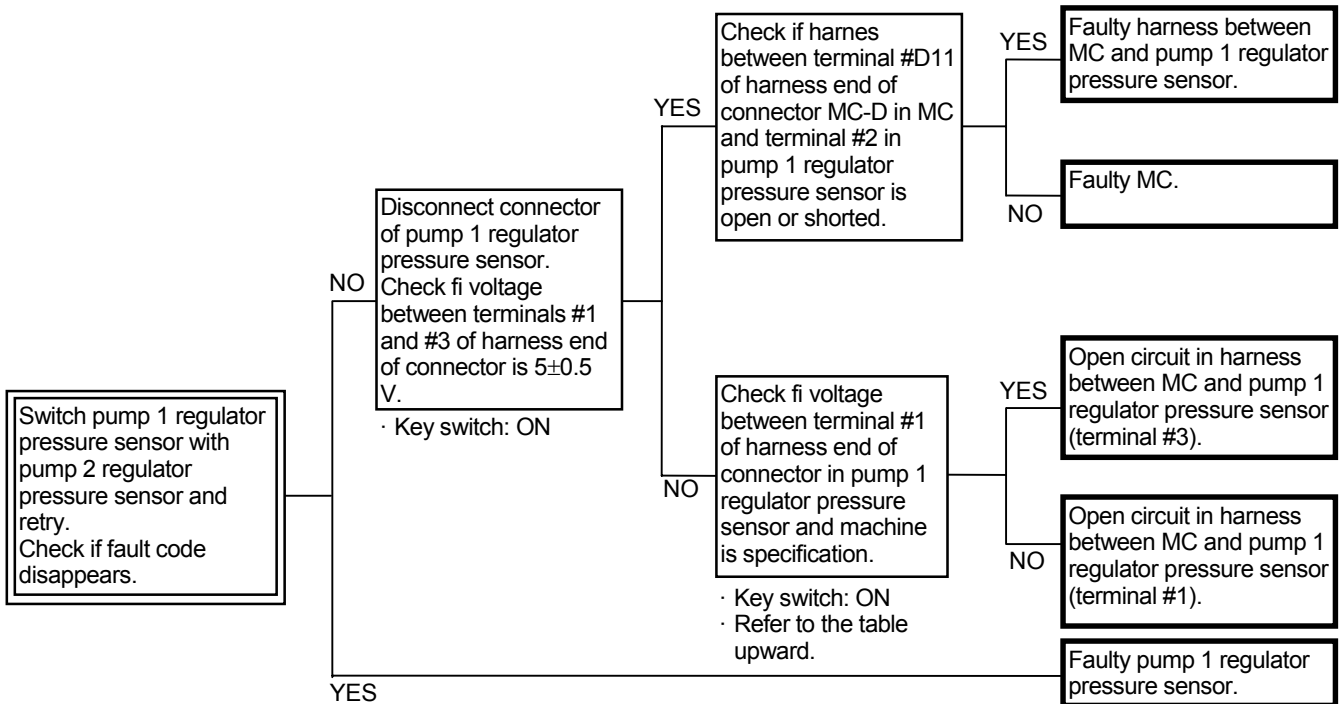 Switch pump 1 regulator
pressure sensor with
pump 2 regulator
pressure sensor and
retry.
Check if fault code
disappears.
NO
YES
Disconnect connector
of pump 1 regulator
pressure sensor.
Check fi voltage
between terminals #1
and #3 of harness end
of connector is 5±0.5
V.
· Key switch: ON
YES
NO
Check if harnes
between terminal #D11
of harness end of
connector MC-D in MC
and terminal #2 in
pump 1 regulator
pressure sensor is
open or shorted.
YES
NO
Faulty harness between
MC and pump 1 regulator
pressure sensor.
Faulty MC.
Check fi voltage
between terminal #1
of harness end of
connector in pump 1
regulator pressure
sensor and machine
is specification.
· Key switch: ON
· Refer to the table
upward.
YES
NO
Open circuit in harness
between MC and pump 1
regulator pressure sensor
(terminal #3).
Open circuit in harness
between MC and pump 1
regulator pressure sensor
(terminal #1).
Faulty pump 1 regulator
pressure sensor.